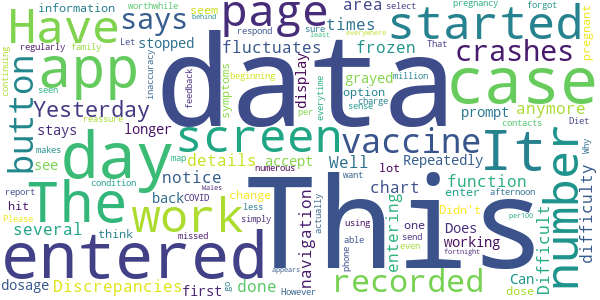 information worthwhile
Have says page area seem least family everywhere
times respond sure select pregnancy behind forgot
started pregnant
stopped Let fluctuates frozen That
regularly button app Yesterday inaccuracy feedback symptoms data display grayed option charge beginning million
crashes case
continuing seen
reassure everytime sense prompt anymore contacts Diet
stays longer day screen per vaccine It number Why
makes see map details accept Well Repeatedly difficulty
condition numerous lot
The work notice chart function
report COVID Wales back change navigation want enter afternoon
hit less This actually entering one using Does Didn't
several think missed simply phone able send even working Difficult per100
Please
entered Discrepancies recorded Can
dosage first go done However appears fortnight dose